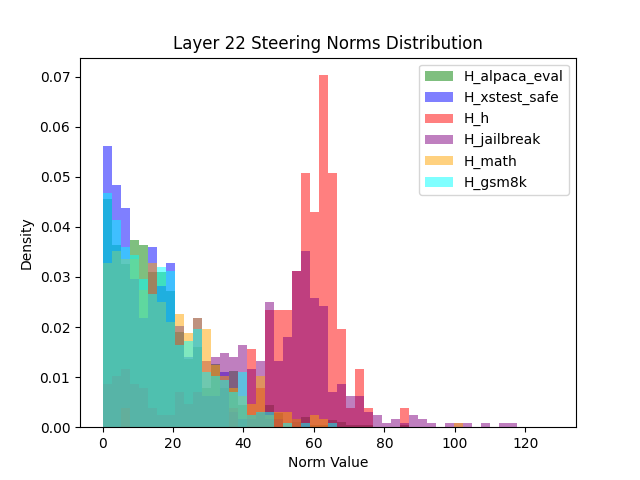 Layer 22 Steering Norms Distribution
H_alpaca_eval
H_xstest_safe
H_h
H_jailbreak
H_math
H_gsm8k
0.07
0.06
0.05
0.04
0.03
0.02
0.01
0.00
Density
0 20 40 60 80 100 120
Norm Value